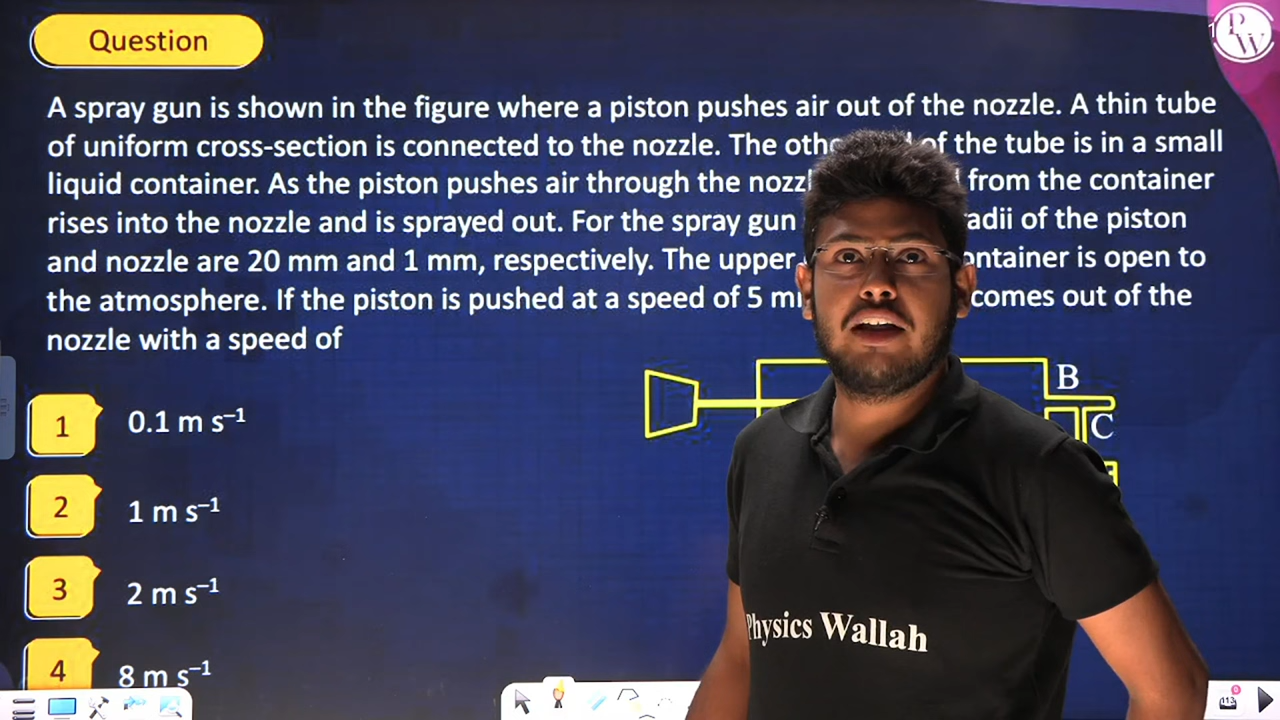 Question
A spray gun is shown in the figure where a piston pushes air out of the nozzle. A thin tube
of uniform cross-section is connected to the nozzle. The of the tube is in a small
liquid container. As the piston pushes air through the from the container
rises into the nozzle and is sprayed out. For the spray gun of the piston
and nozzle are 20 mm and 1 mm, respectively. The upper is open to
the atmosphere. If the piston is pushed at a speed of 5 comes out of the
nozzle with a speed of
B
C
1 0.1 m s⁻¹
2 1 m s⁻¹
3 2 m s⁻¹
4 8 m s⁻¹
Physics Wallah
PW